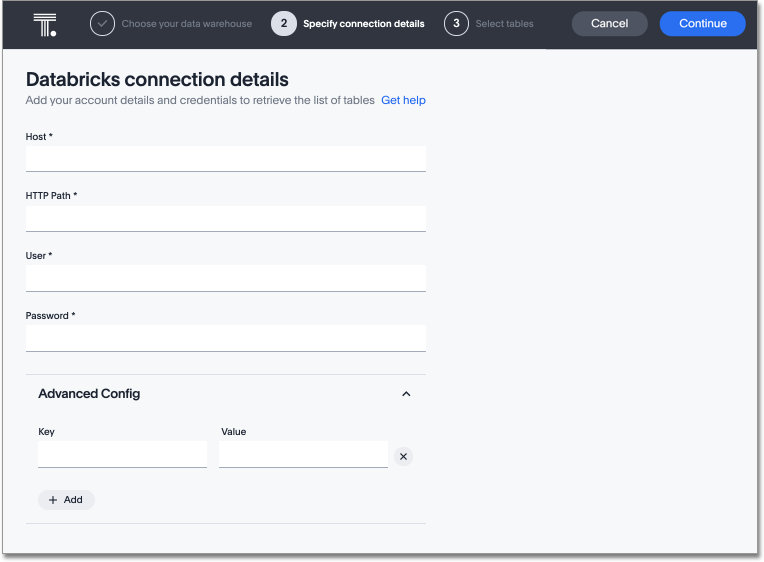 T.
Choose your data warehouse
2
Specify connection details
3
Select tables
Cancel
Continue
Databricks connection details
Add your account details and credentials to retrieve the list of tables Get help
Host *
HTTP Path *
User *
Password *
Advanced Config
Key Value
+ Add